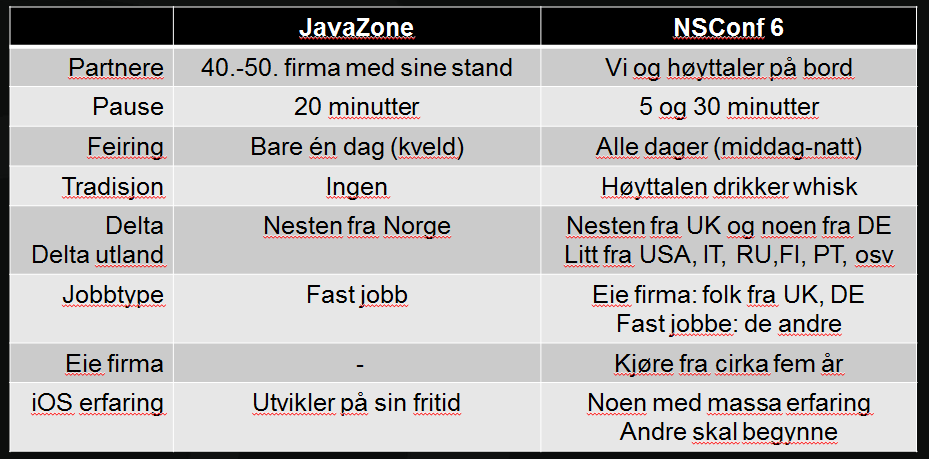 JavaZone NSConf 6
Partnere 40.-50. firma med sine stand Vi og høyttaler på bord
Pause 20 minutter 5 og 30 minutter
Feiring Bare én dag (kveld) Alle dager (middag-natt)
Tradisjon Ingen Høyttalen drikker whisk
Delta Nesten fra Norge Nesten fra UK og noen fra DE
Delta utland Litt fra USA, IT, RU,FI, PT, osv
Jobbtype Fast jobb Eie firma: folk fra UK, DE
Fast jobbe: de andre
Eie firma - Kjøre fra cirka fem år
iOS erfaring Utvikler på sin fritid Noen med massa erfaring
Andre skal begynne